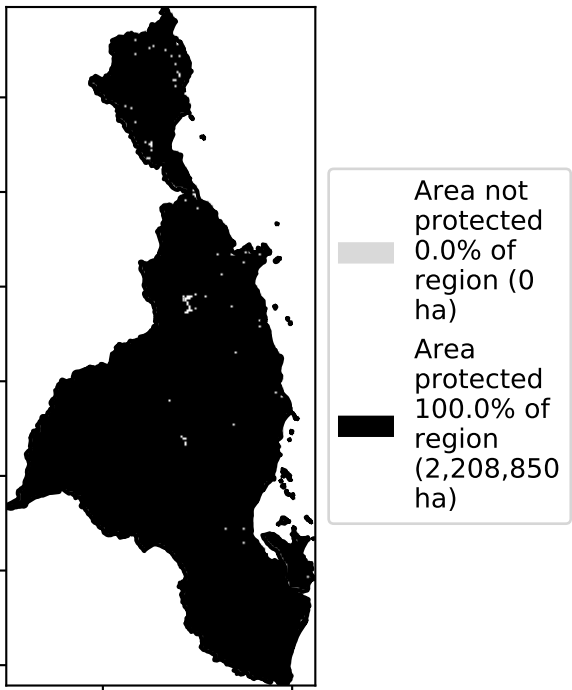 Area not
protected
0.0% of
region (0
ha)
Area
protected
100.0% of
region
(2,208,850
ha)